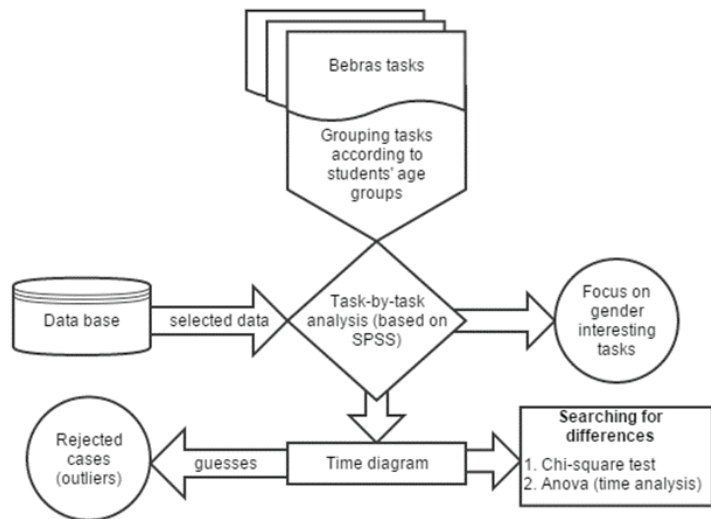 Bebras tasks
Grouping tasks
according to
students' age
groups
Data base
selected data
Task-by-task
analysis (based on
SPSS)
Focus on
gender
interesting
tasks
Rejected
cases
(outliers)
guesses
Time diagram
Searching for
differences
1. Chi-square test
2. Anova (time analysis)